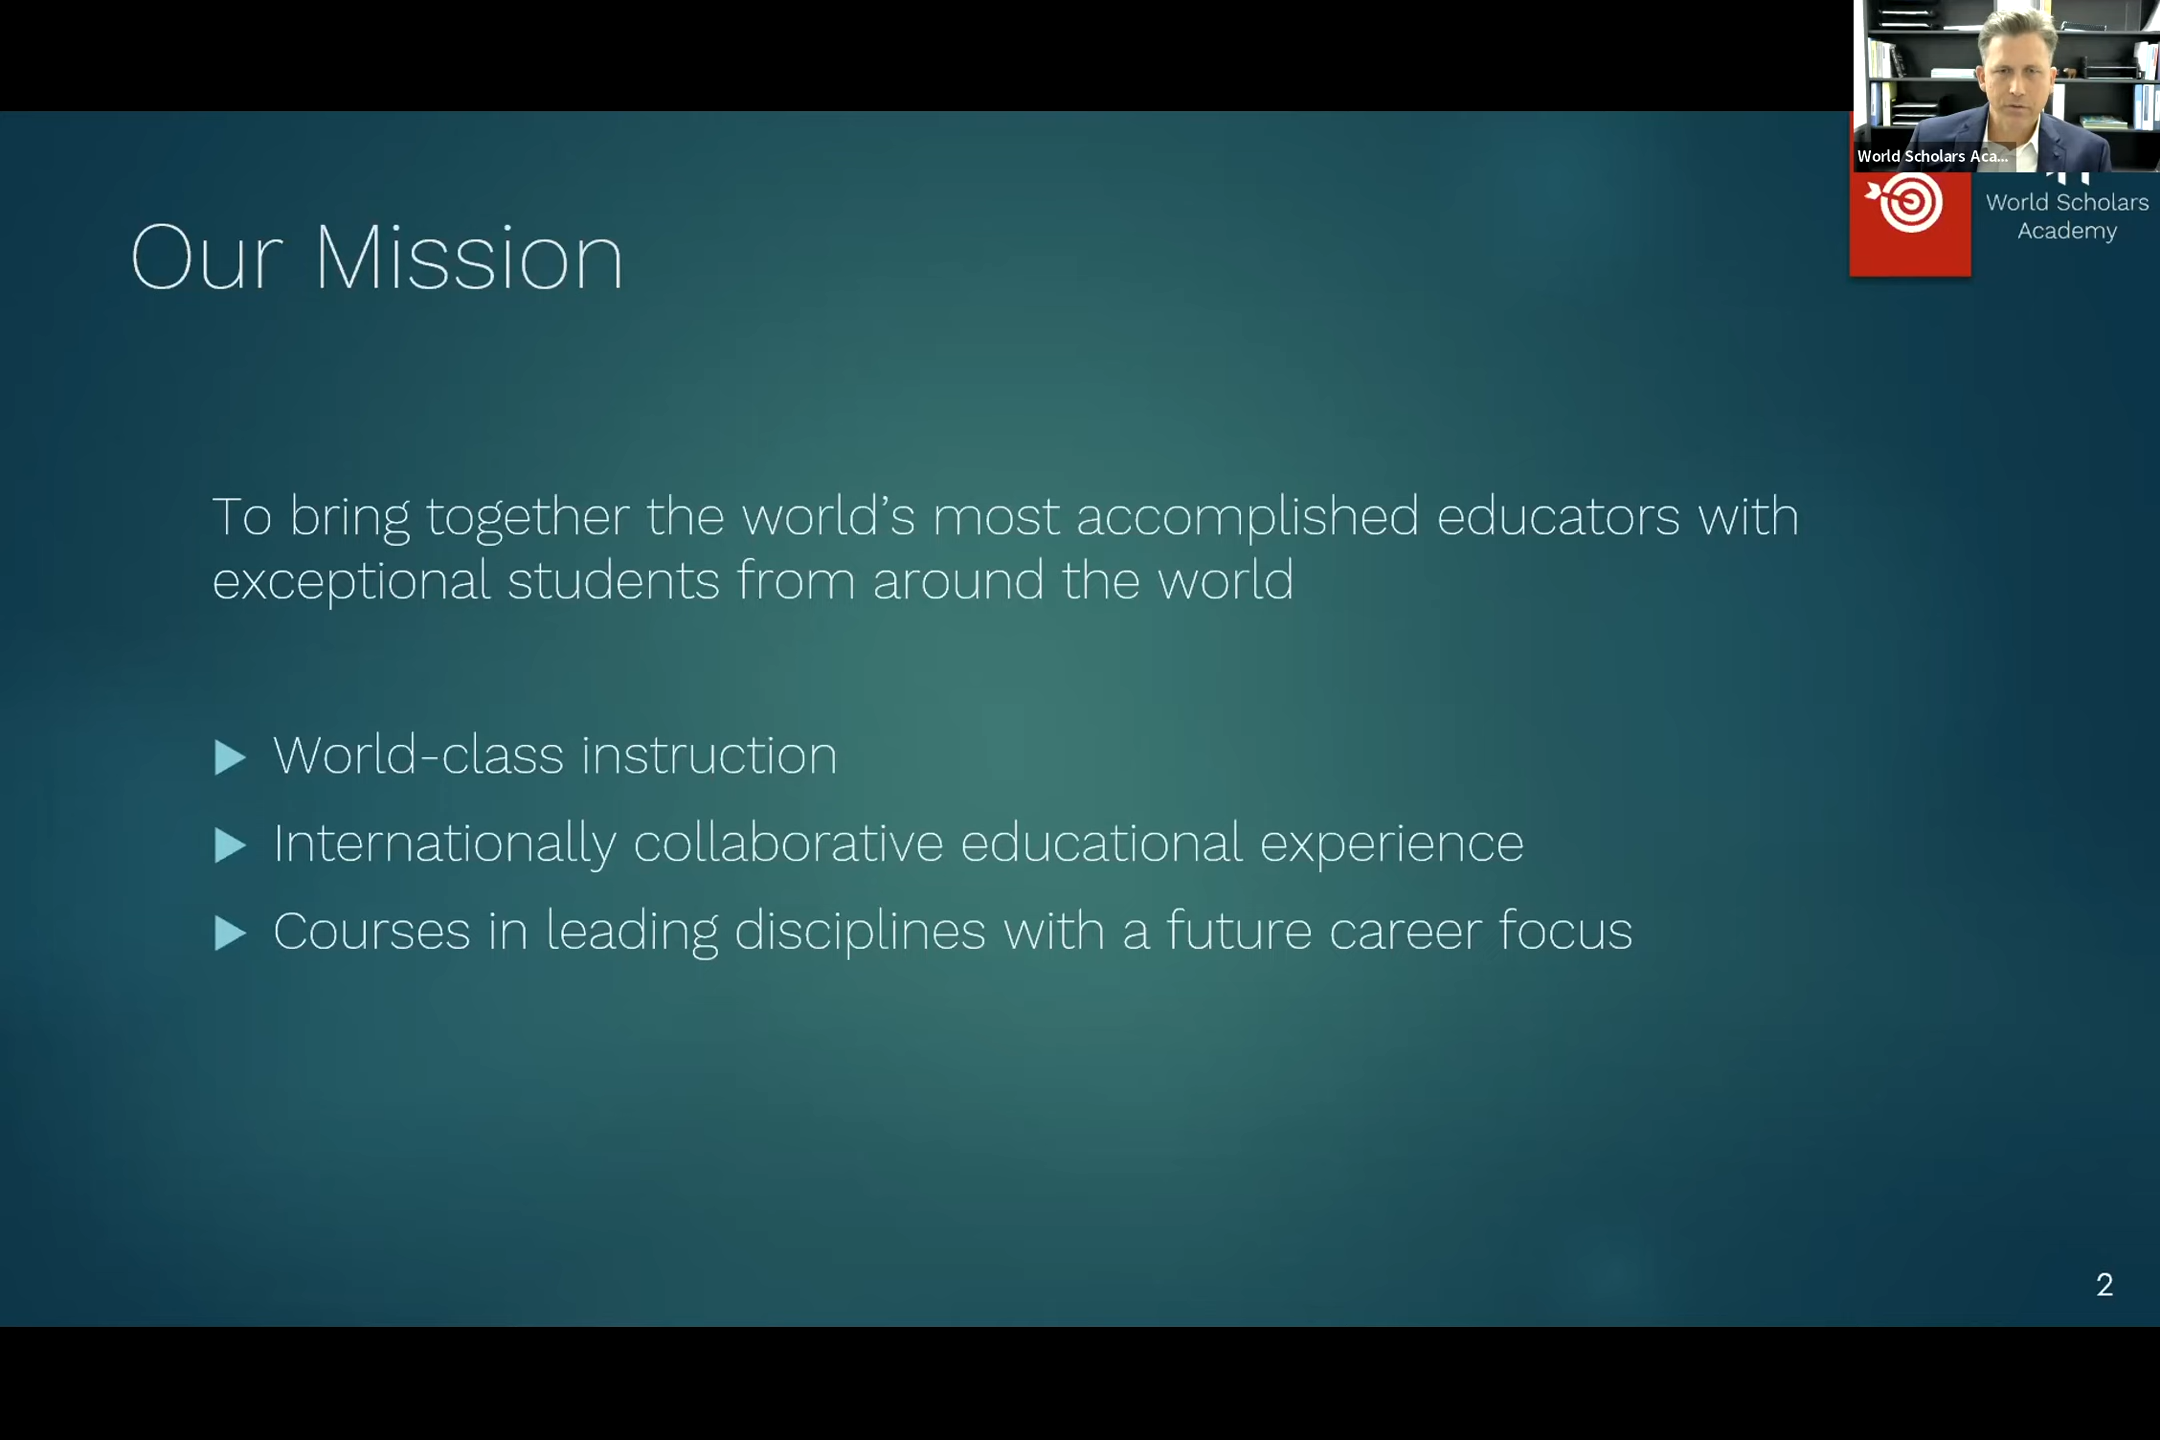 World Scholars Aca...
World Scholars
Academy
Our Mission
To bring together the world’s most accomplished educators with
exceptional students from around the world
World-class instruction
Internationally collaborative educational experience
Courses in leading disciplines with a future career focus
2